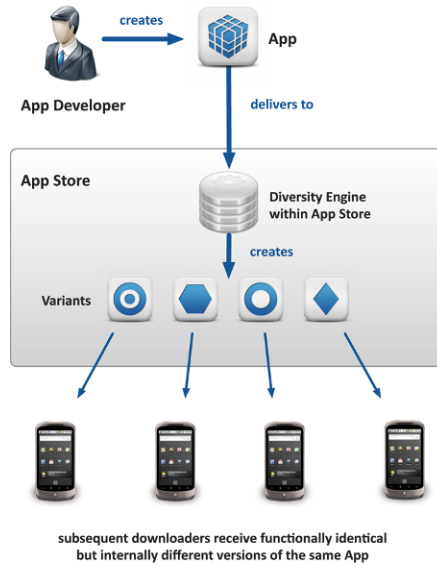 creates
App
App Developer
delivers to
App Store
Diversity Engine
within App Store
creates
Variants
subsequent downloaders receive functionally identical
but internally different versions of the same App